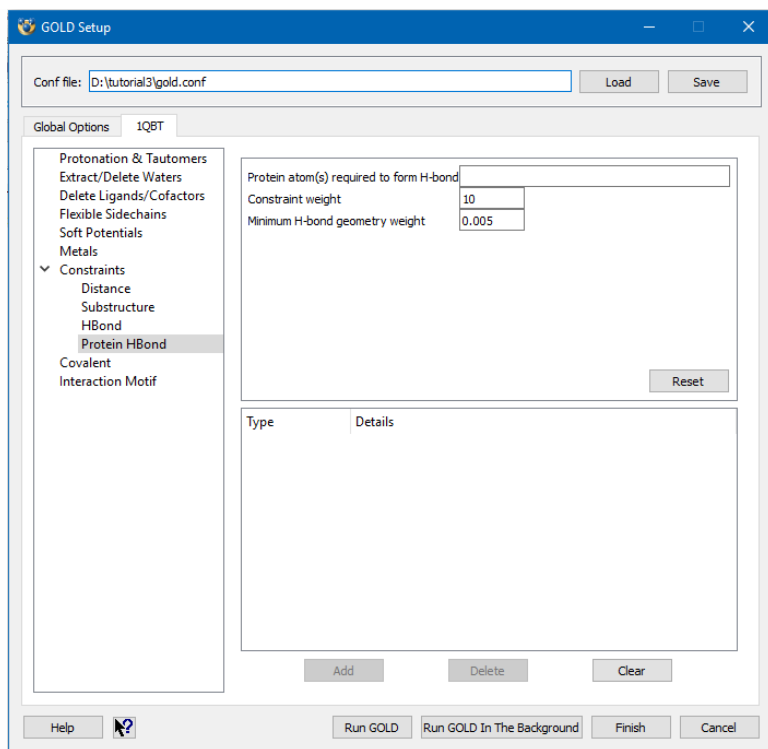 GOLD Setup
Conf file: D:\tutorial3\gold.conf Load Save
Global Options 1QBT
Protonation & Tautomers
Extract/Delete Waters
Delete Ligands/Cofactors
Flexible Sidechains
Soft Potentials
Metals
Constraints
Distance
Substructure
HBond
Protein HBond
Covalent
Interaction Motif
Protein atom(s) required to form H-bond
Constraint weight 10
Minimum H-bond geometry weight 0.005
Reset
Type Details
Add Delete Clear
Help Run GOLD Run GOLD In The Background Finish Cancel